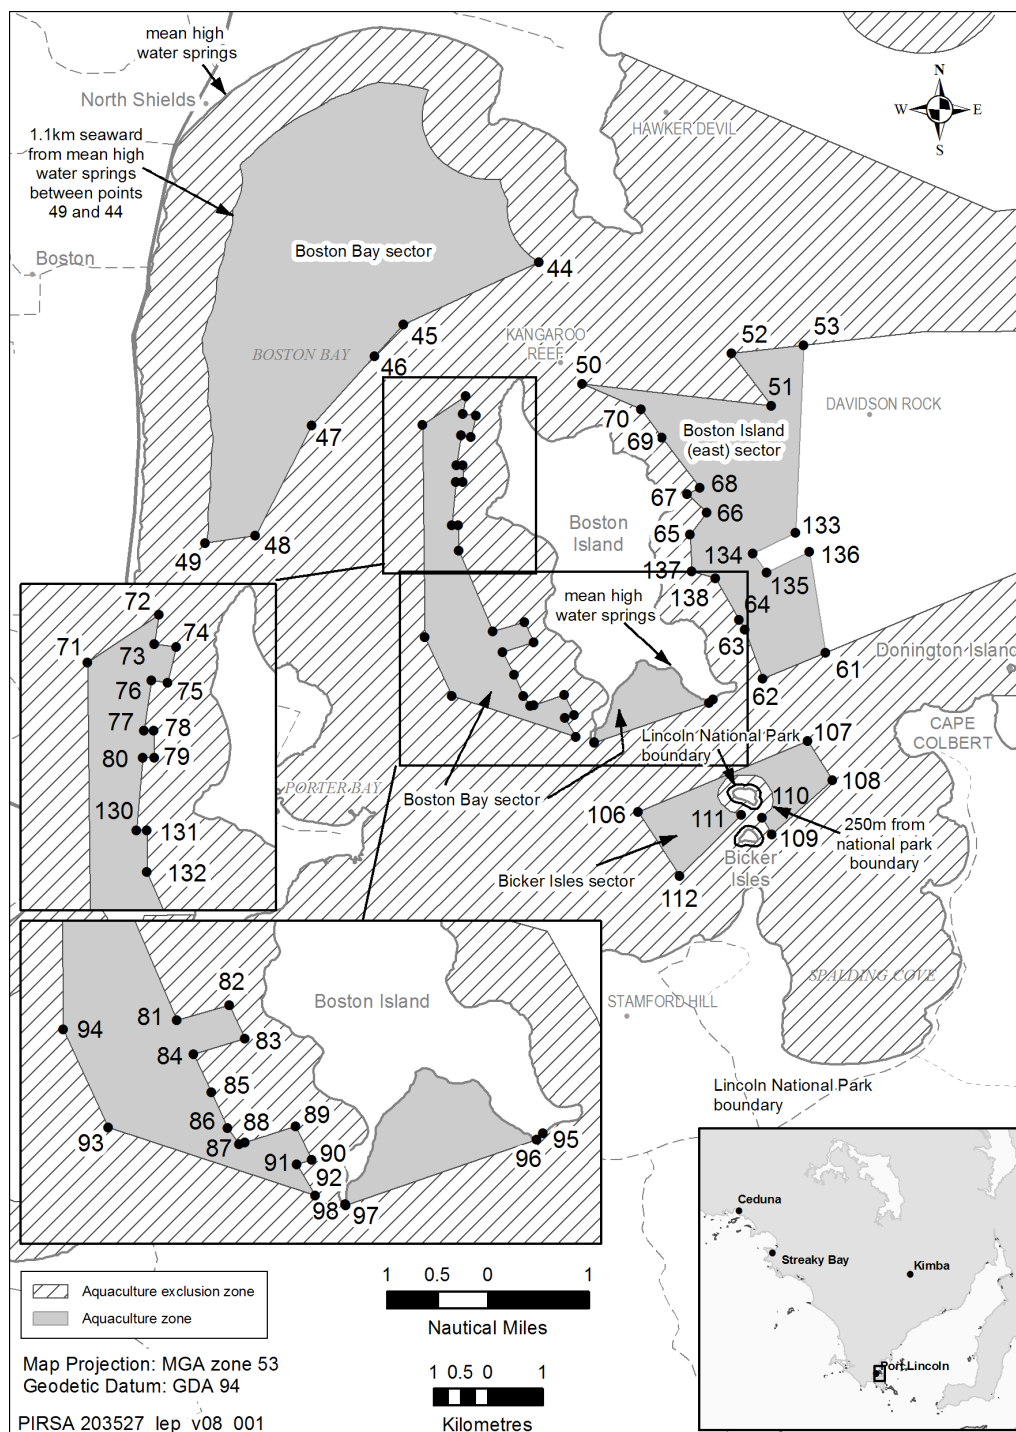 mean high
water springs
North Shields
N
W
E
S
HAWKER DEVIL
1.1km seaward
from mean high
water springs
between points
49 and 44
Boston Bay sector
Boston
44
45
KANGAROO
REEF
BOSTON BAY
46
52
53
50
51
DAVIDSON ROCK
70
69
Boston Island
(east) sector
47
68
67
66
Boston
Island
65
133
134
136
48
49
137
135
138
mean high
water springs
64
63
61
Donington Island
62
72
71
73
74
76
75
77
78
80
79
130
131
132
CAPE
COLBERT
107
Lincoln National Park
boundary
PORTER BAY
Boston Bay sector
108
106
110
111
109
250m from
national park
boundary
Bicker
Isles
Bicker Isles sector
112
SPALDING COVE
STAMFORD HILL
Boston Island
82
81
94
83
84
85
86
88
89
93
87
90
91
92
95
96
98
97
Lincoln National Park
boundary
Ceduna
Streaky Bay
Kimba
Port Lincoln
Aquaculture exclusion zone
Aquaculture zone
1 0.5 0 1
Nautical Miles
1 0.5 0 1
Kilometres
Map Projection: MGA zone 53
Geodetic Datum: GDA 94
PIRSA 203527_lep_v08_001